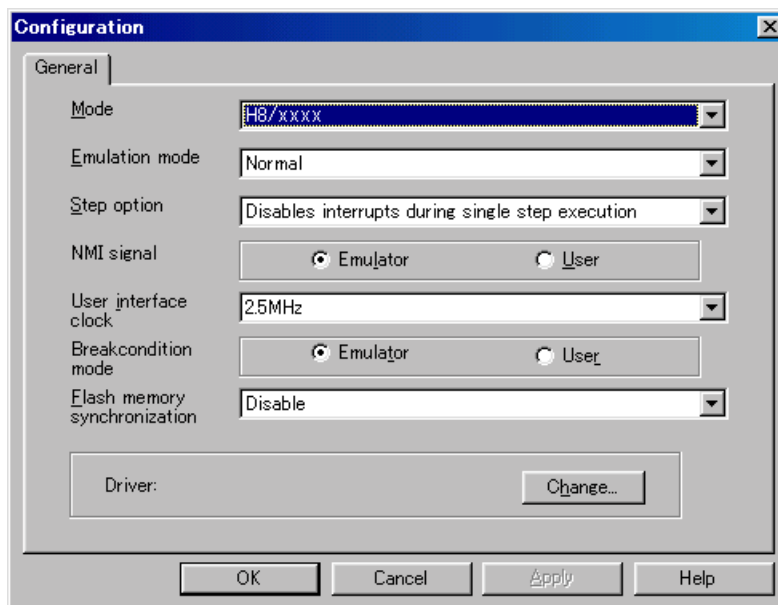 Configuration
General
Mode
H8/xxxx
Emulation mode
Normal
Step option
Disables interrupts during single step execution
NMI signal
Emulator
User
User interface
clock
2.5MHz
Breakcondition
mode
Emulator
User
Flash memory
synchronization
Disable
Driver:
Change...
OK
Cancel
Apply
Help